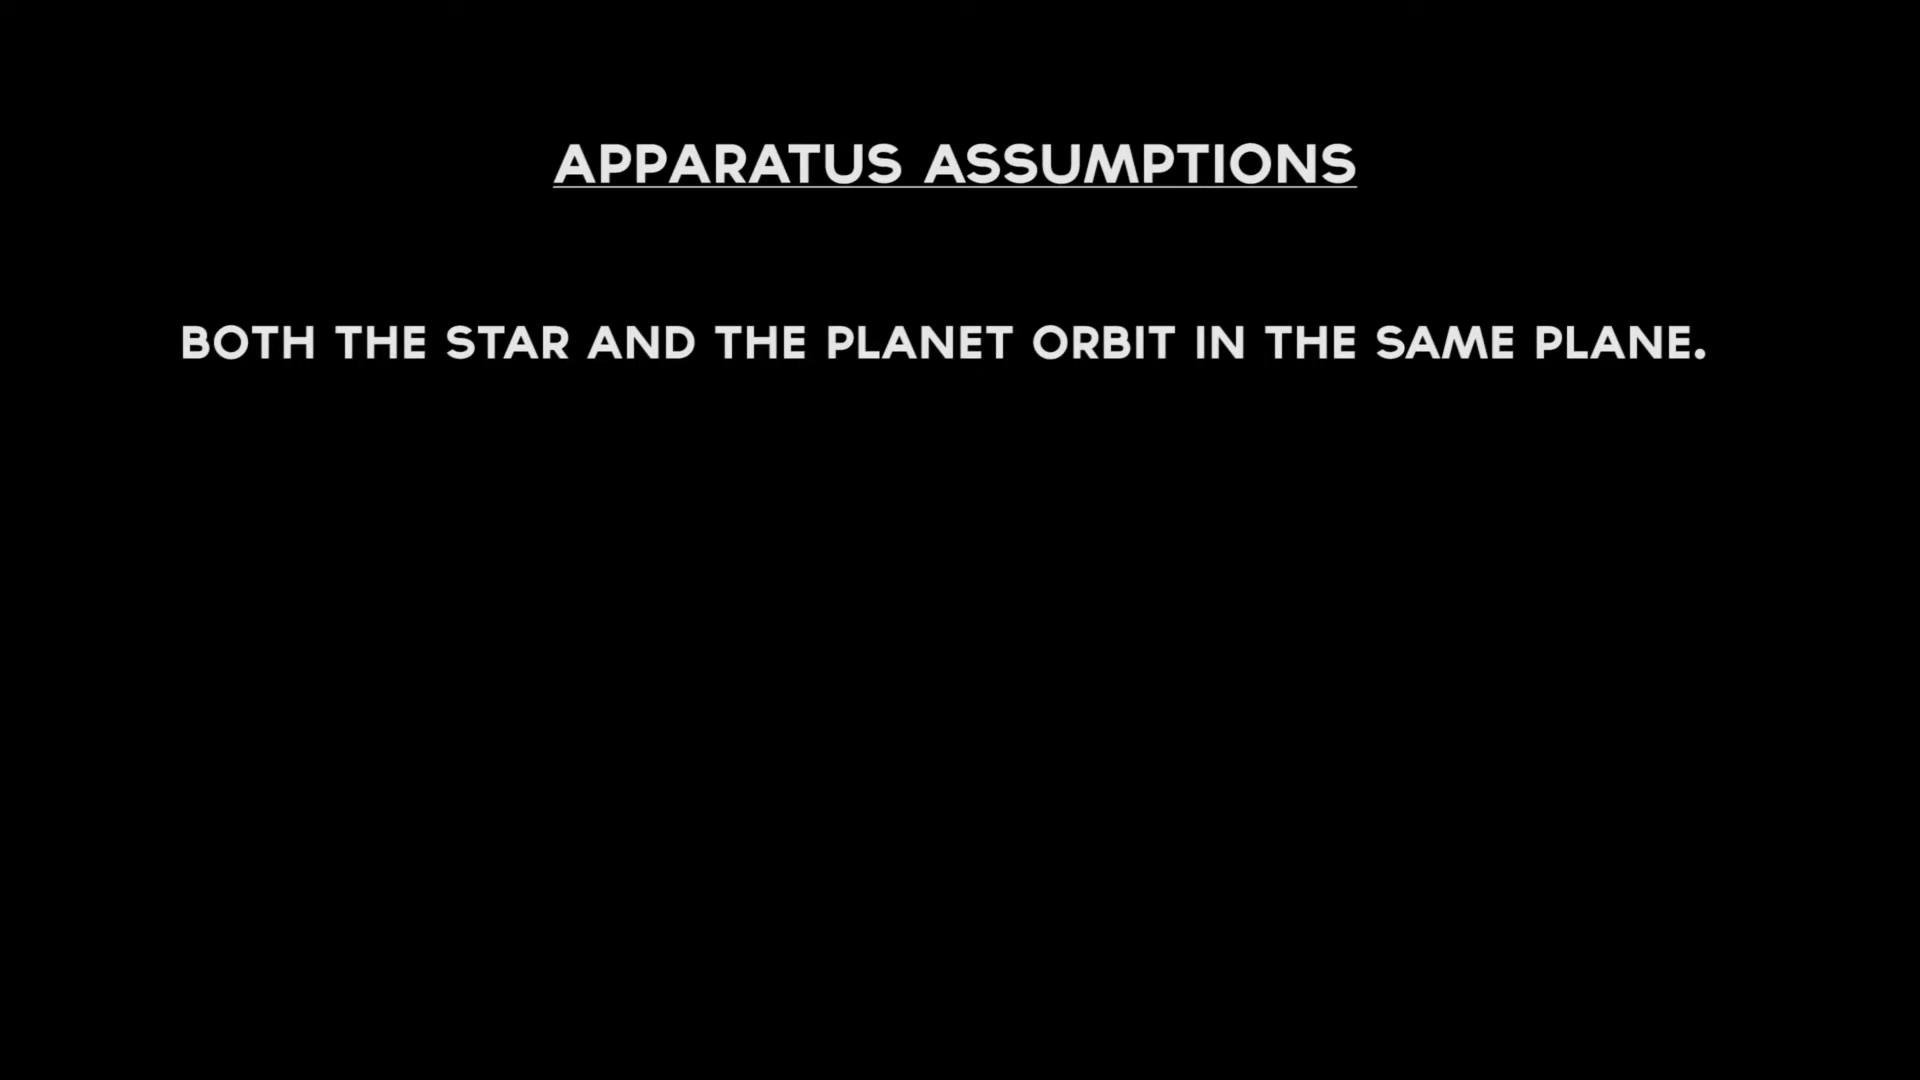 APPARATUS ASSUMPTIONS
BOTH THE STAR AND THE PLANET ORBIT IN THE SAME PLANE.